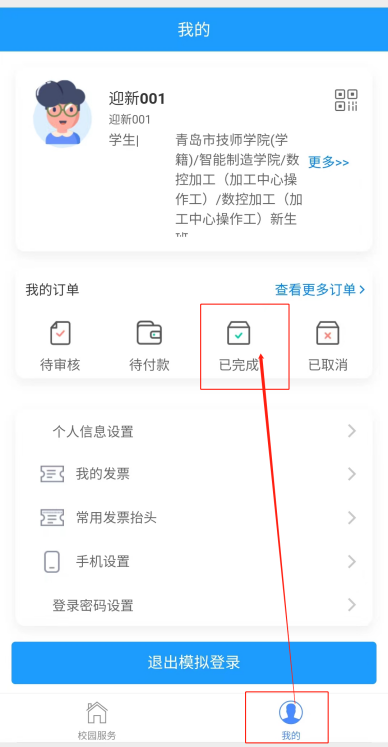 我的
迎新001
迎新001
学生|
青岛市技师学院(学
籍)/智能制造学院/数
控加工（加工中心操
作工）/数控加工（加
工中心操作工）新生
更多>>
我的订单
查看更多订单
待审核
待付款
已完成
已取消
个人信息设置
我的发票
常用发票抬头
手机设置
登录密码设置
退出模拟登录
校园服务
我的